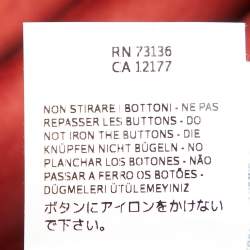 RN 73136
CA 12177
NON STIRARE I BOTTONI - NE PAS
REPASSER LES BUTTONS - DO
NOT IRON THE BUTTONS - DIE
KNÜPFEN NICHT BÜGELN - NO
PLANCHAR LOS BOTONES - NÃO
PASSAR A FERRO OS BOTÕES -
DÜGMELERI ÜTÜLEMEYINIZ
ボタンにアイロンをかけない
で下さい。